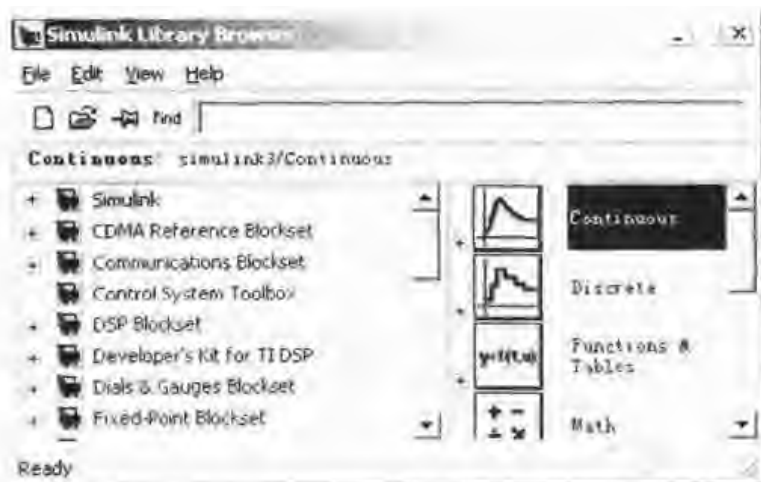 Simulink Library Browser
File Edit View Help
Find
Continuous: simulink3/Continuous
Simulink
CDMA Reference Blockset
Communications Blockset
Control System Toolbox
DSP Blockset
Developer's Kit for TI DSP
Dials & Gauges Blockset
Fixed-Point Blockset
Continuous
Discrete
y=f(t,u)
Functions &
Tables
Math
Ready